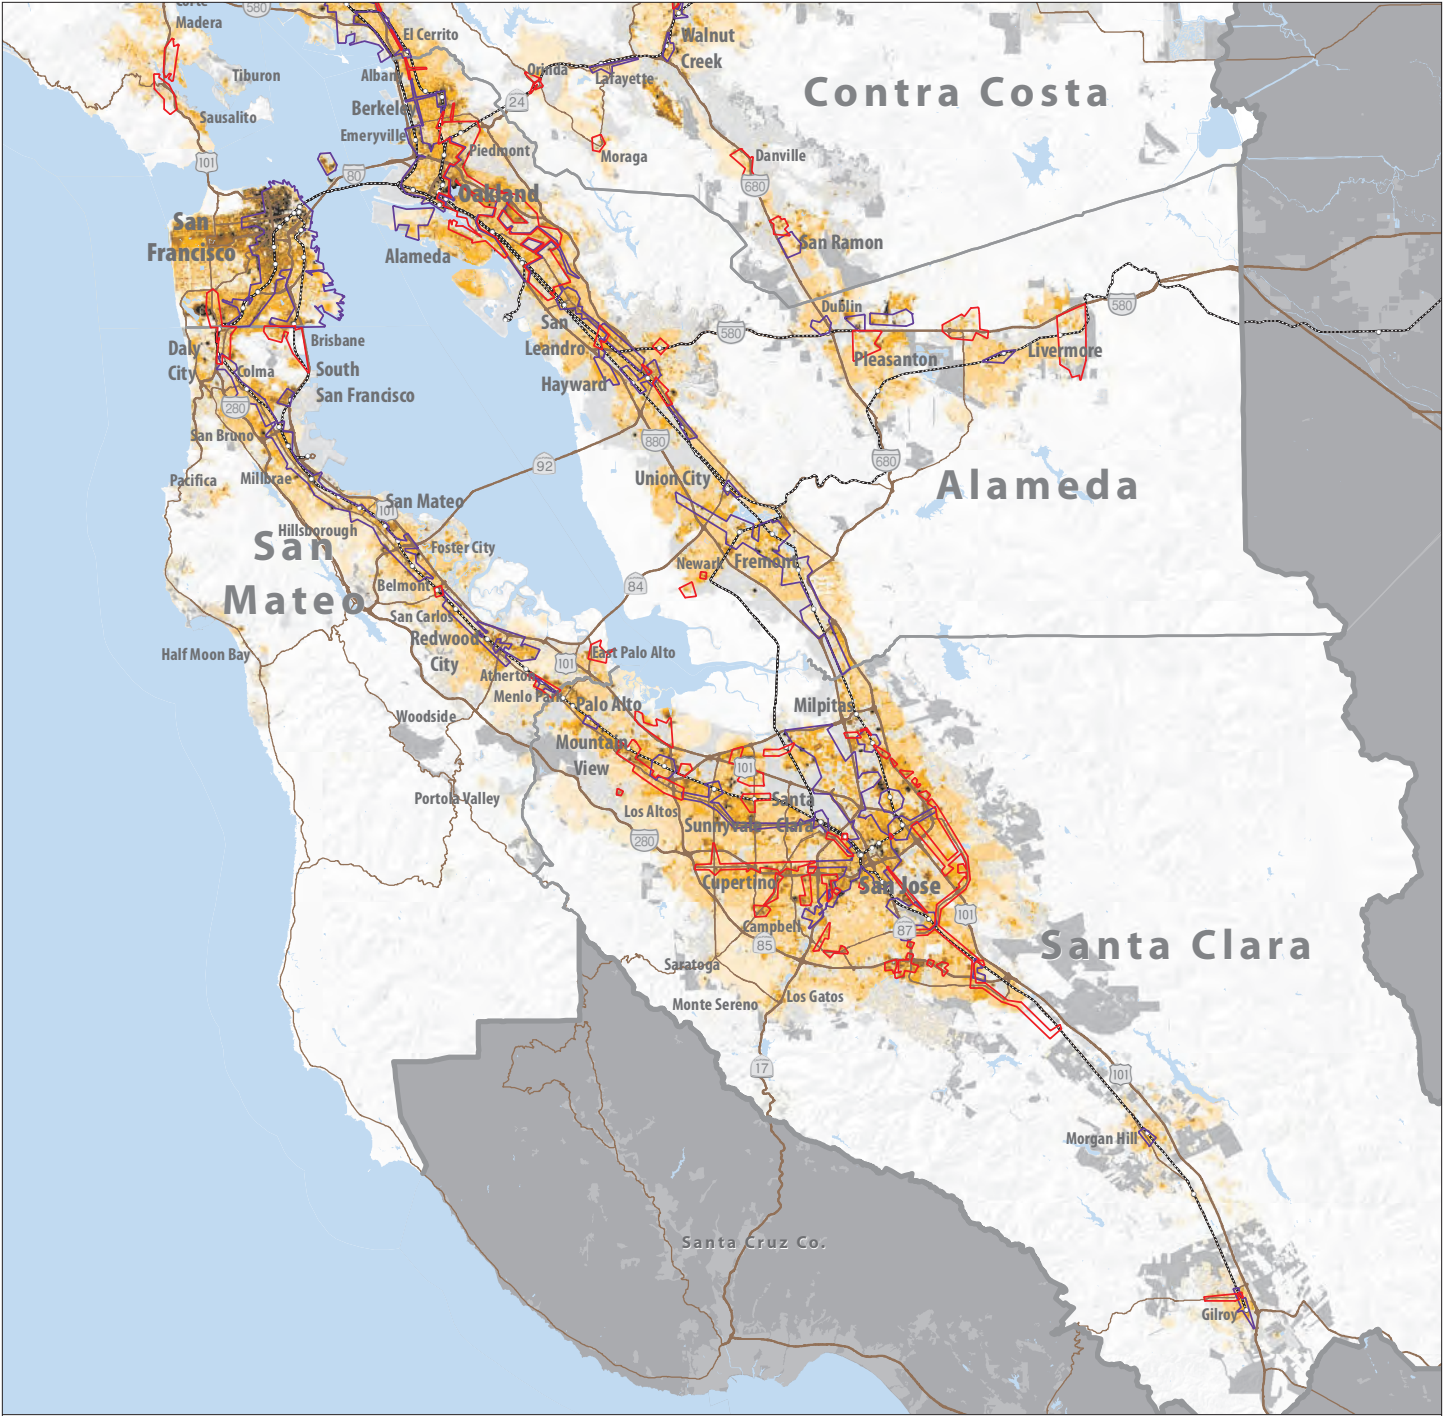 Corte
Madera
580
El Cerrito
Walnut
Creek
Tiburon
Albany
Orinda
Lafayette
Contra Costa
24
Berkeley
Sausalito
Emeryville
Piedmont
Moraga
Danville
101
80
680
Oakland
San
Francisco
Alameda
San Ramon
Dublin
580
San
Leandro
580
Daly
City
Brisbane
Pleasanton
Livermore
Colma
South
San Francisco
Hayward
280
San Bruno
880
92
680
Pacifica
Millbrae
Union City
Alameda
San Mateo
101
Hillsborough
San
Mateo
Foster City
Newark
Fremont
Belmont
84
San Carlos
Redwood
City
Half Moon Bay
101
East Palo Alto
Atherton
Menlo Park
Palo Alto
Milpitas
Woodside
Mountain
View
101
Portola Valley
Santa
Clara
Los Altos
Sunnyvale
280
Cupertino
San Jose
101
Campbell
87
85
Santa Clara
Saratoga
Monte Sereno
Los Gatos
17
101
Morgan Hill
Santa Cruz Co.
Gilroy